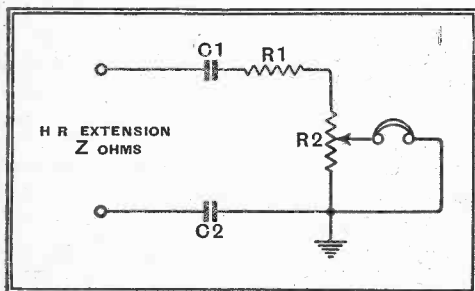 C1
R1
H R EXTENSION
Z OHMS
R2
C2